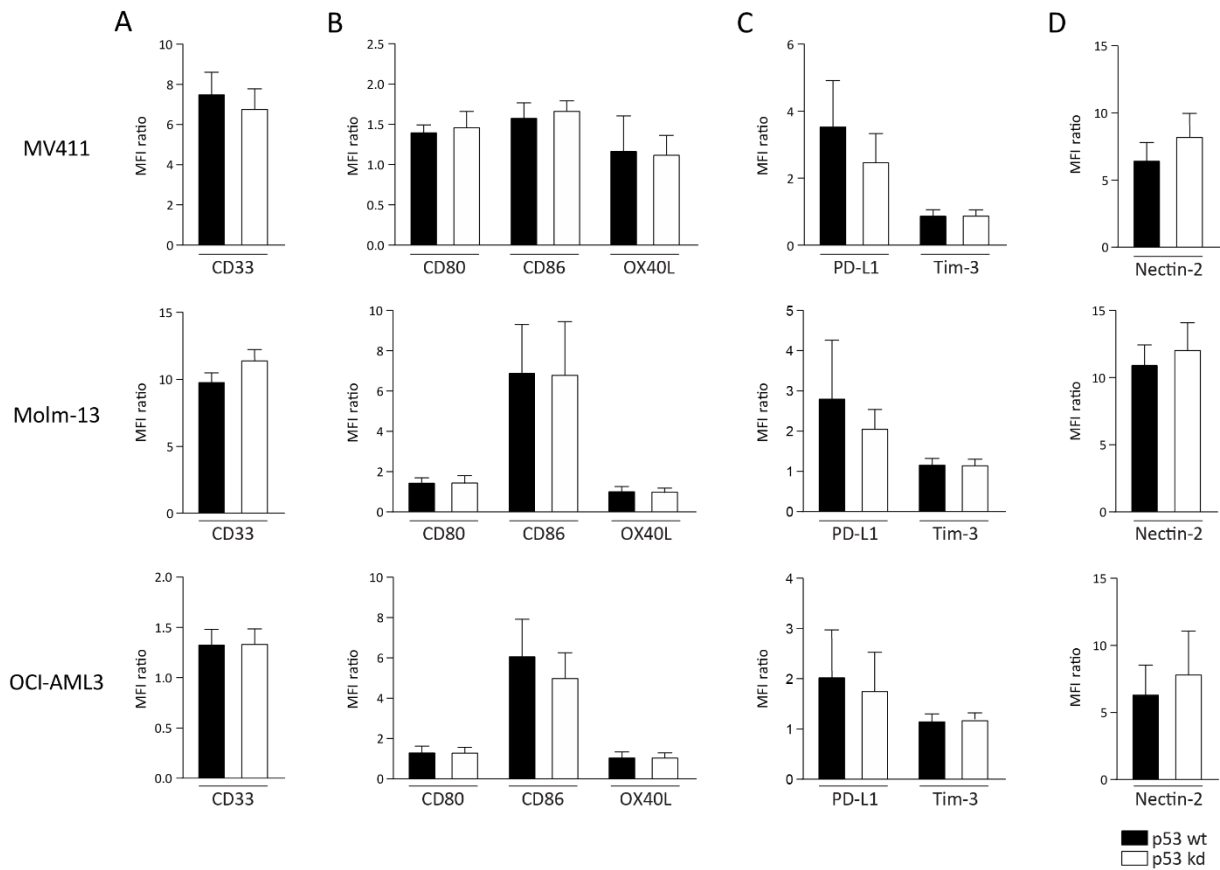 A
B
C
D
MV411
MFI ratio
10
8
6
4
2
0
CD33
MFI ratio
2.5
2.0
1.5
1.0
0.5
0.0
CD80 CD86 OX40L
MFI ratio
6
4
2
0
PD-L1 Tim-3
MFI ratio
15
10
5
0
Nectin-2
Molm-13
MFI ratio
15
10
5
0
CD33
MFI ratio
10
8
6
4
2
0
CD80 CD86 OX40L
MFI ratio
5
4
3
2
1
0
PD-L1 Tim-3
MFI ratio
15
10
5
0
Nectin-2
OCI-AML3
MFI ratio
2.0
1.5
1.0
0.5
0.0
CD33
MFI ratio
10
8
6
4
2
0
CD80 CD86 OX40L
MFI ratio
4
3
2
1
0
PD-L1 Tim-3
MFI ratio
15
10
5
0
Nectin-2
p53 wt
p53 kd